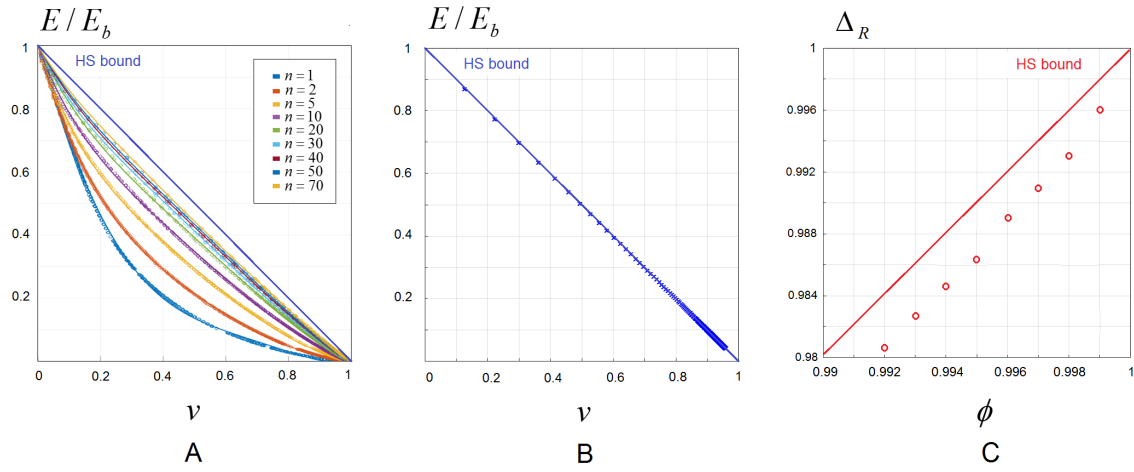 E / E_b
HS bound
n = 1
n = 2
n = 5
n = 10
n = 20
n = 30
n = 40
n = 50
n = 70
1
0.8
0.6
0.4
0.2
0 0.2 0.4 0.6 0.8 1
v
A
E / E_b
HS bound
1
0.8
0.6
0.4
0.2
0 0.2 0.4 0.6 0.8 1
v
B
Δ_R
HS bound
1
0.996
0.992
0.988
0.984
0.98
0.99 0.992 0.994 0.996 0.998 1
ϕ
C